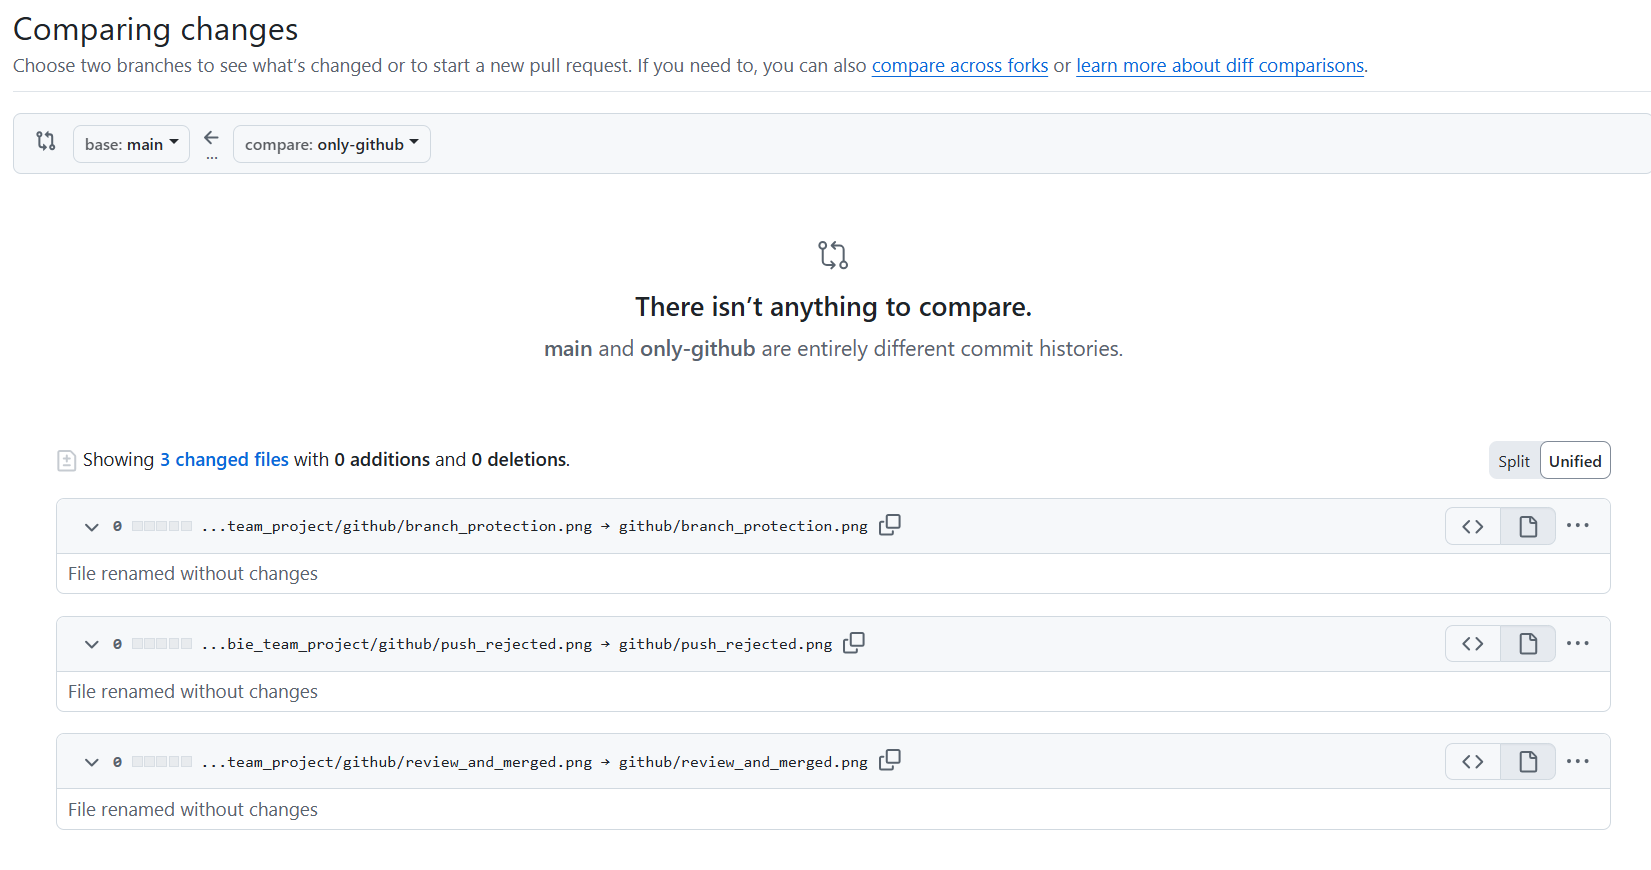 Comparing changes
Choose two branches to see what’s changed or to start a new pull request. If you need to, you can also compare across forks or learn more about diff comparisons.
base: main ← compare: only-github
...
There isn’t anything to compare.
main and only-github are entirely different commit histories.
Showing 3 changed files with 0 additions and 0 deletions.
Split Unified
0 ...team_project/github/branch_protection.png → github/branch_protection.png
File renamed without changes
0 ...bie_team_project/github/push_rejected.png → github/push_rejected.png
File renamed without changes
0 ...team_project/github/review_and_merged.png → github/review_and_merged.png
File renamed without changes